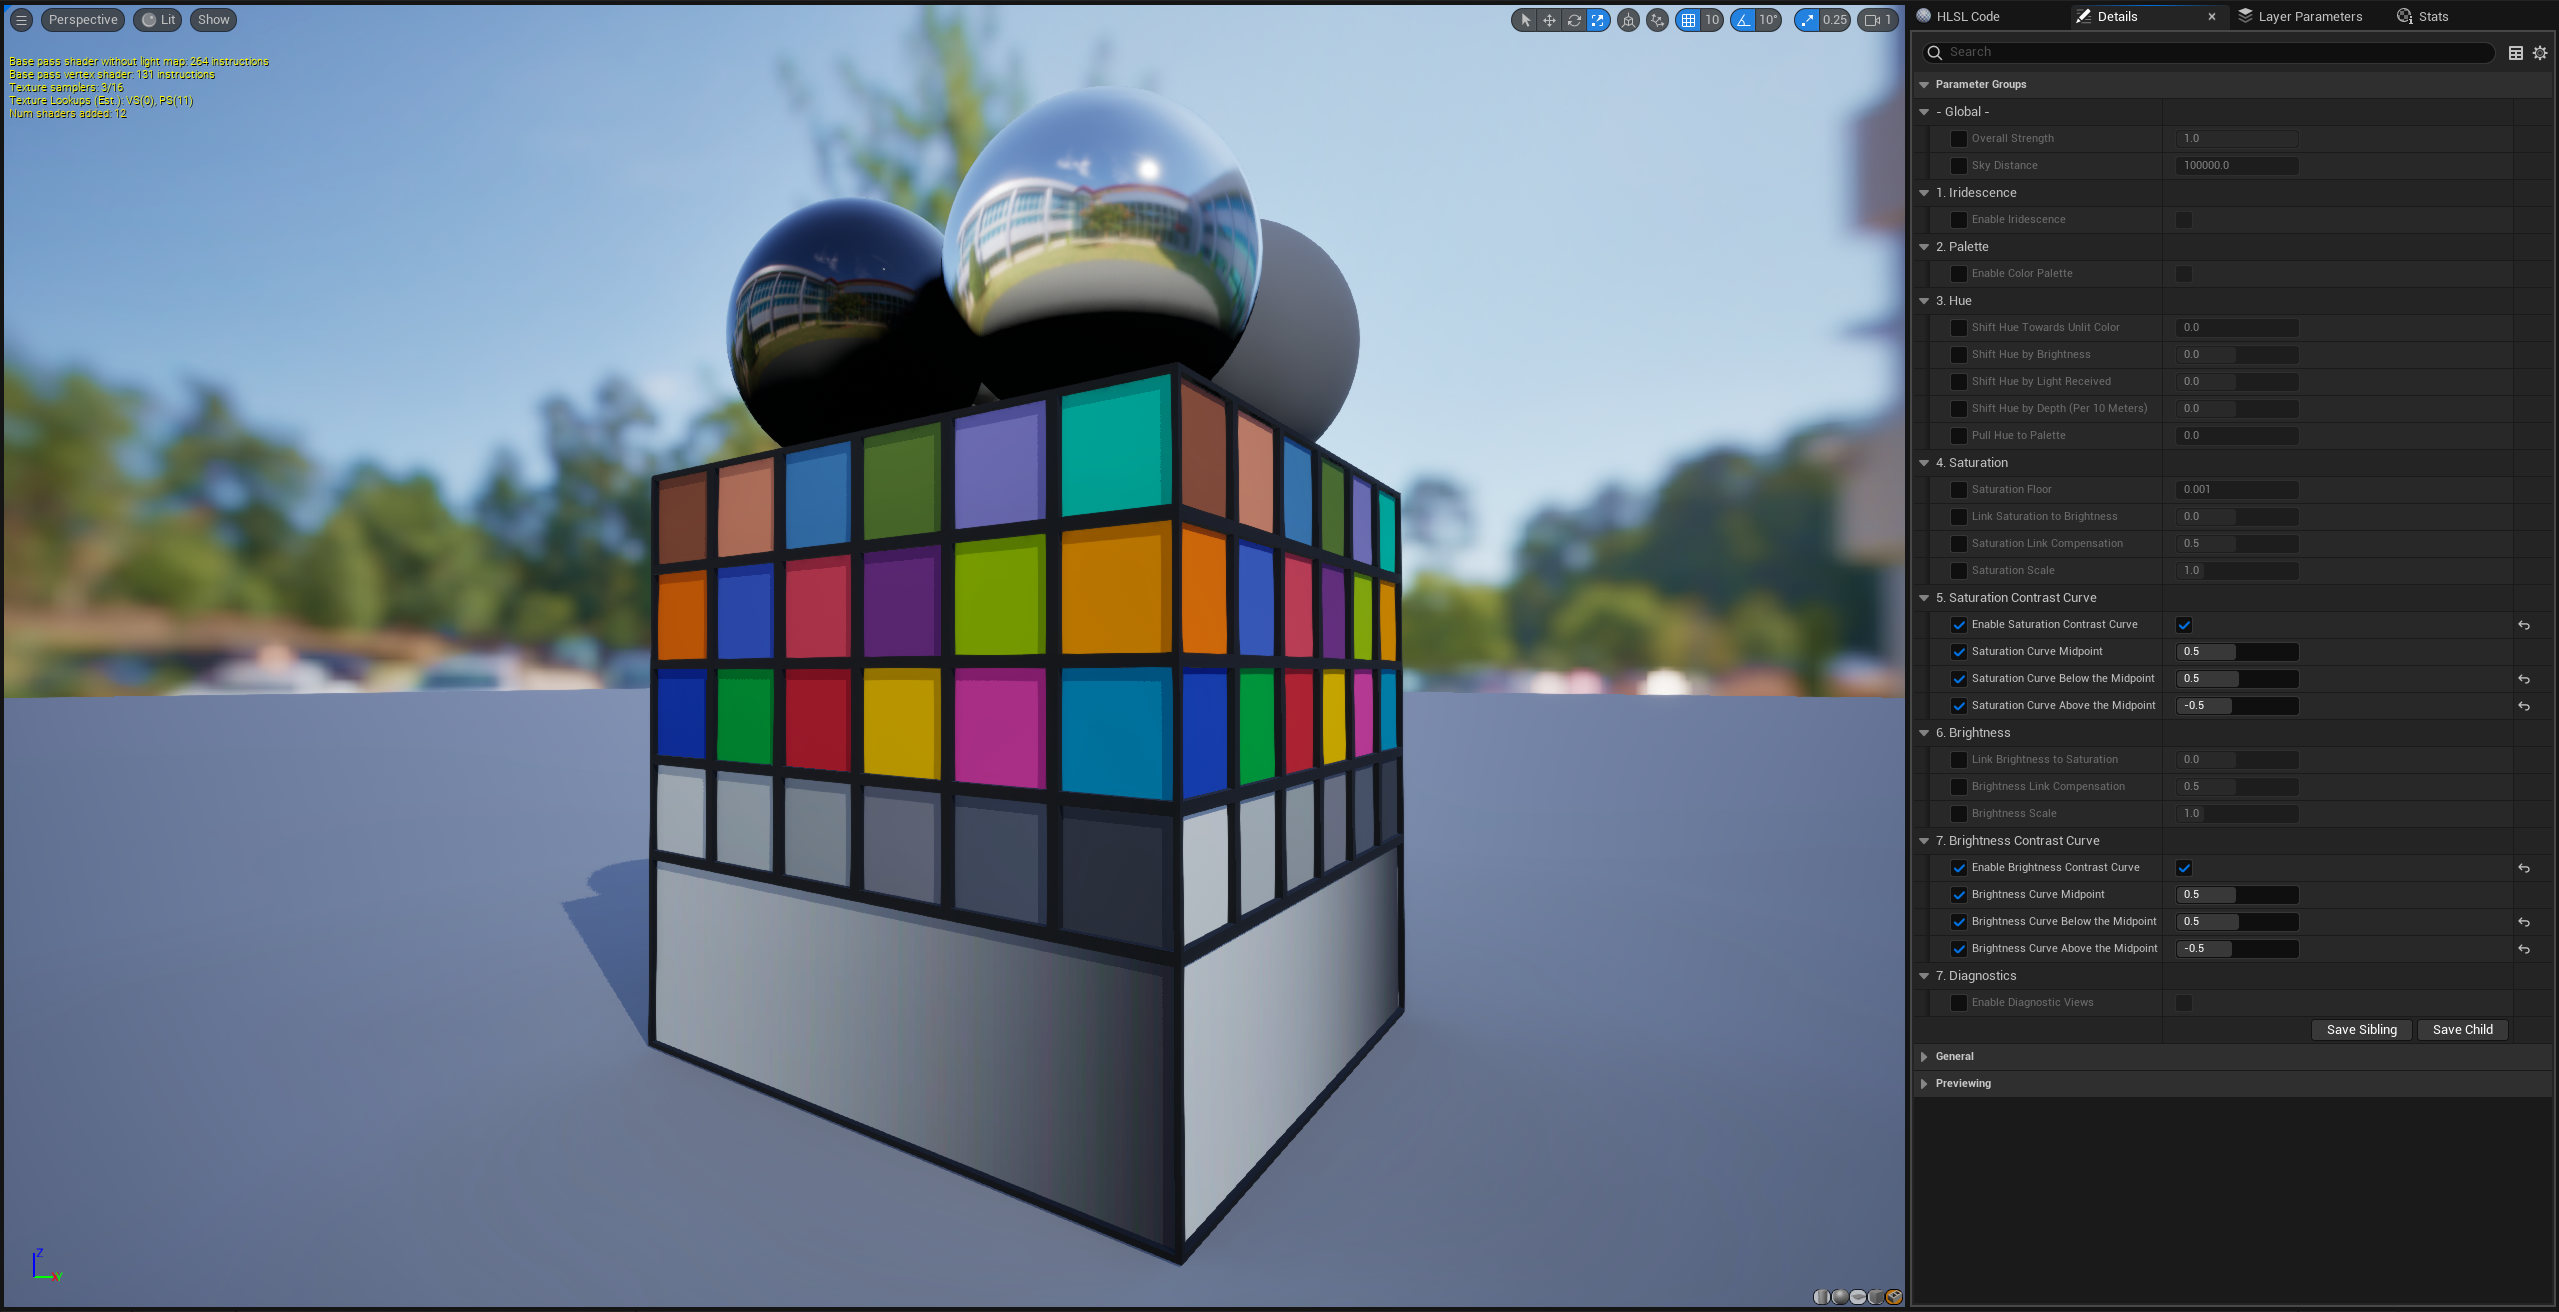 Perspective
Lit
Show
10
10°
0.25
1
Base pass shader without light map: 264 instructions
Base pass vertex shader: 131 instructions
Texture samplers: 3/16
Texture Lookups (Est.): VS(0), PS(11)
Num shaders added: 12
Z
Y
HLSL Code
Details
Layer Parameters
Stats
Search
Parameter Groups
- Global -
Overall Strength 1.0
Sky Distance 100000.0
1. Iridescence
Enable Iridescence
2. Palette
Enable Color Palette
3. Hue
Shift Hue Towards Unlit Color 0.0
Shift Hue by Brightness 0.0
Shift Hue by Light Received 0.0
Shift Hue by Depth (Per 10 Meters) 0.0
Pull Hue to Palette 0.0
4. Saturation
Saturation Floor 0.001
Link Saturation to Brightness 0.0
Saturation Link Compensation 0.5
Saturation Scale 1.0
5. Saturation Contrast Curve
Enable Saturation Contrast Curve
Saturation Curve Midpoint 0.5
Saturation Curve Below the Midpoint 0.5
Saturation Curve Above the Midpoint -0.5
6. Brightness
Link Brightness to Saturation 0.0
Brightness Link Compensation 0.5
Brightness Scale 1.0
7. Brightness Contrast Curve
Enable Brightness Contrast Curve
Brightness Curve Midpoint 0.5
Brightness Curve Below the Midpoint 0.5
Brightness Curve Above the Midpoint -0.5
7. Diagnostics
Enable Diagnostic Views
Save Sibling
Save Child
General
Previewing